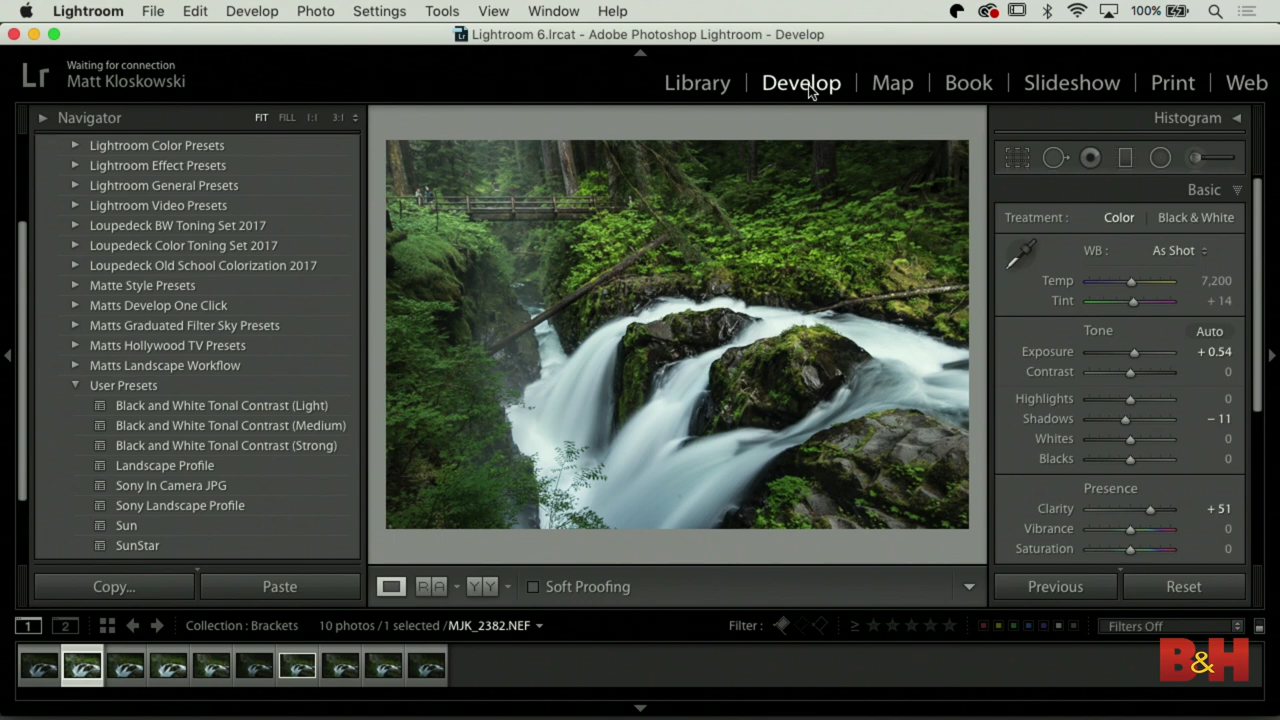 Lightroom File Edit Develop Photo Settings Tools View Window Help 100%
Lightroom 6.lrcat - Adobe Photoshop Lightroom - Develop
Lr
Waiting for connection
Matt Kloskowski
Library | Develop | Map | Book | Slideshow | Print | Web
Navigator FIT FILL 1:1 3:1
Lightroom Color Presets
Lightroom Effect Presets
Lightroom General Presets
Lightroom Video Presets
Loupedeck BW Toning Set 2017
Loupedeck Color Toning Set 2017
Loupedeck Old School Colorization 2017
Matte Style Presets
Matts Develop One Click
Matts Graduated Filter Sky Presets
Matts Hollywood TV Presets
Matts Landscape Workflow
User Presets
Black and White Tonal Contrast (Light)
Black and White Tonal Contrast (Medium)
Black and White Tonal Contrast (Strong)
Landscape Profile
Sony In Camera JPG
Sony Landscape Profile
Sun
SunStar
Copy... Paste
R A Y Y Soft Proofing
Histogram
Basic
Treatment : Color Black & White
WB : As Shot
Temp 7,200
Tint + 14
Tone Auto
Exposure + 0.54
Contrast 0
Highlights 0
Shadows – 11
Whites 0
Blacks 0
Presence
Clarity + 51
Vibrance 0
Saturation 0
Previous Reset
1 2 Collection : Brackets 10 photos / 1 selected / MJK_2382.NEF Filter : ≥ Filters Off
B&H